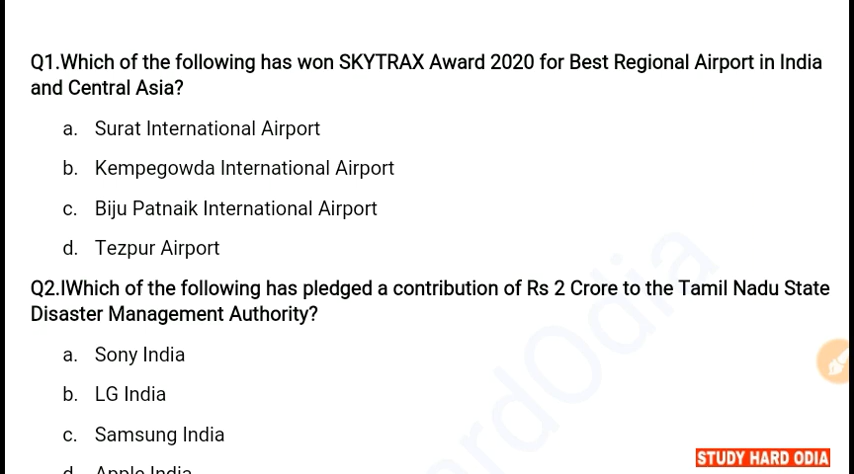 Q1.Which of the following has won SKYTRAX Award 2020 for Best Regional Airport in India
and Central Asia?
a. Surat International Airport
b. Kempegowda International Airport
c. Biju Patnaik International Airport
d. Tezpur Airport
Q2.IWhich of the following has pledged a contribution of Rs 2 Crore to the Tamil Nadu State
Disaster Management Authority?
a. Sony India
b. LG India
c. Samsung India
d Apple India
rdOdia
STUDY HARD ODIA